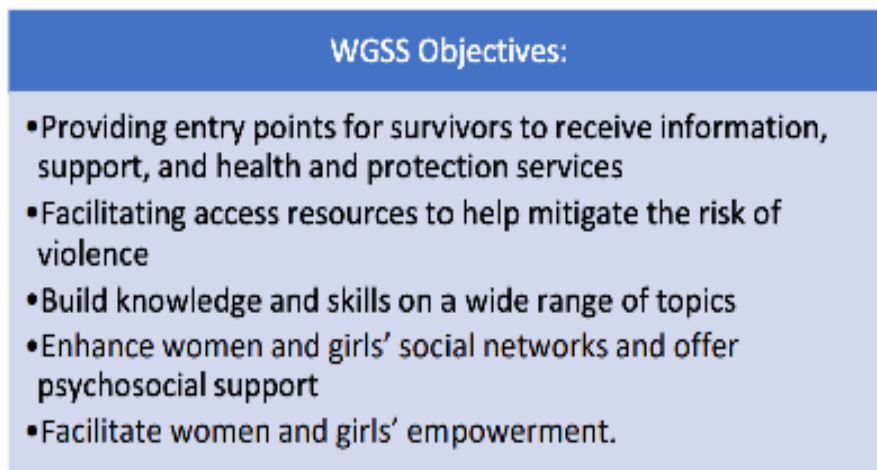 WGSS Objectives:
•Providing entry points for survivors to receive information,
support, and health and protection services
•Facilitating access resources to help mitigate the risk of
violence
•Build knowledge and skills on a wide range of topics
•Enhance women and girls’ social networks and offer
psychosocial support
•Facilitate women and girls’ empowerment.